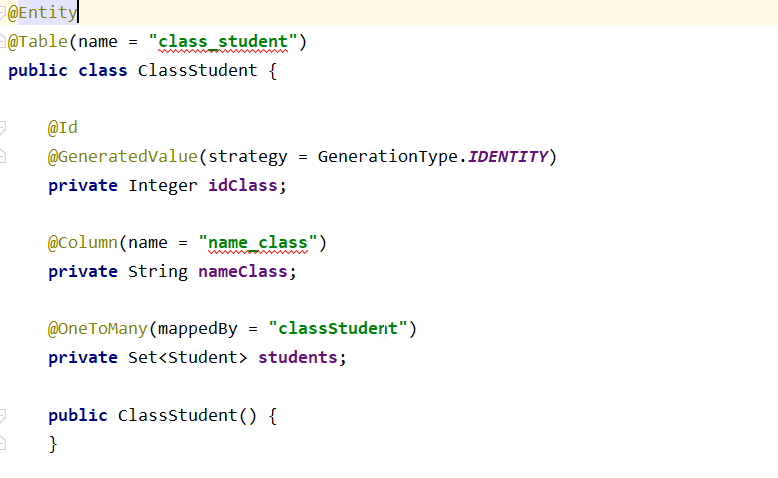 @Entity
@Table(name = "class_student")
public class ClassStudent {
@Id
@GeneratedValue(strategy = GenerationType.IDENTITY)
private Integer idClass;
@Column(name = "name_class")
private String nameClass;
@OneToMany(mappedBy = "classStudent")
private Set<Student> students;
public ClassStudent() {
}